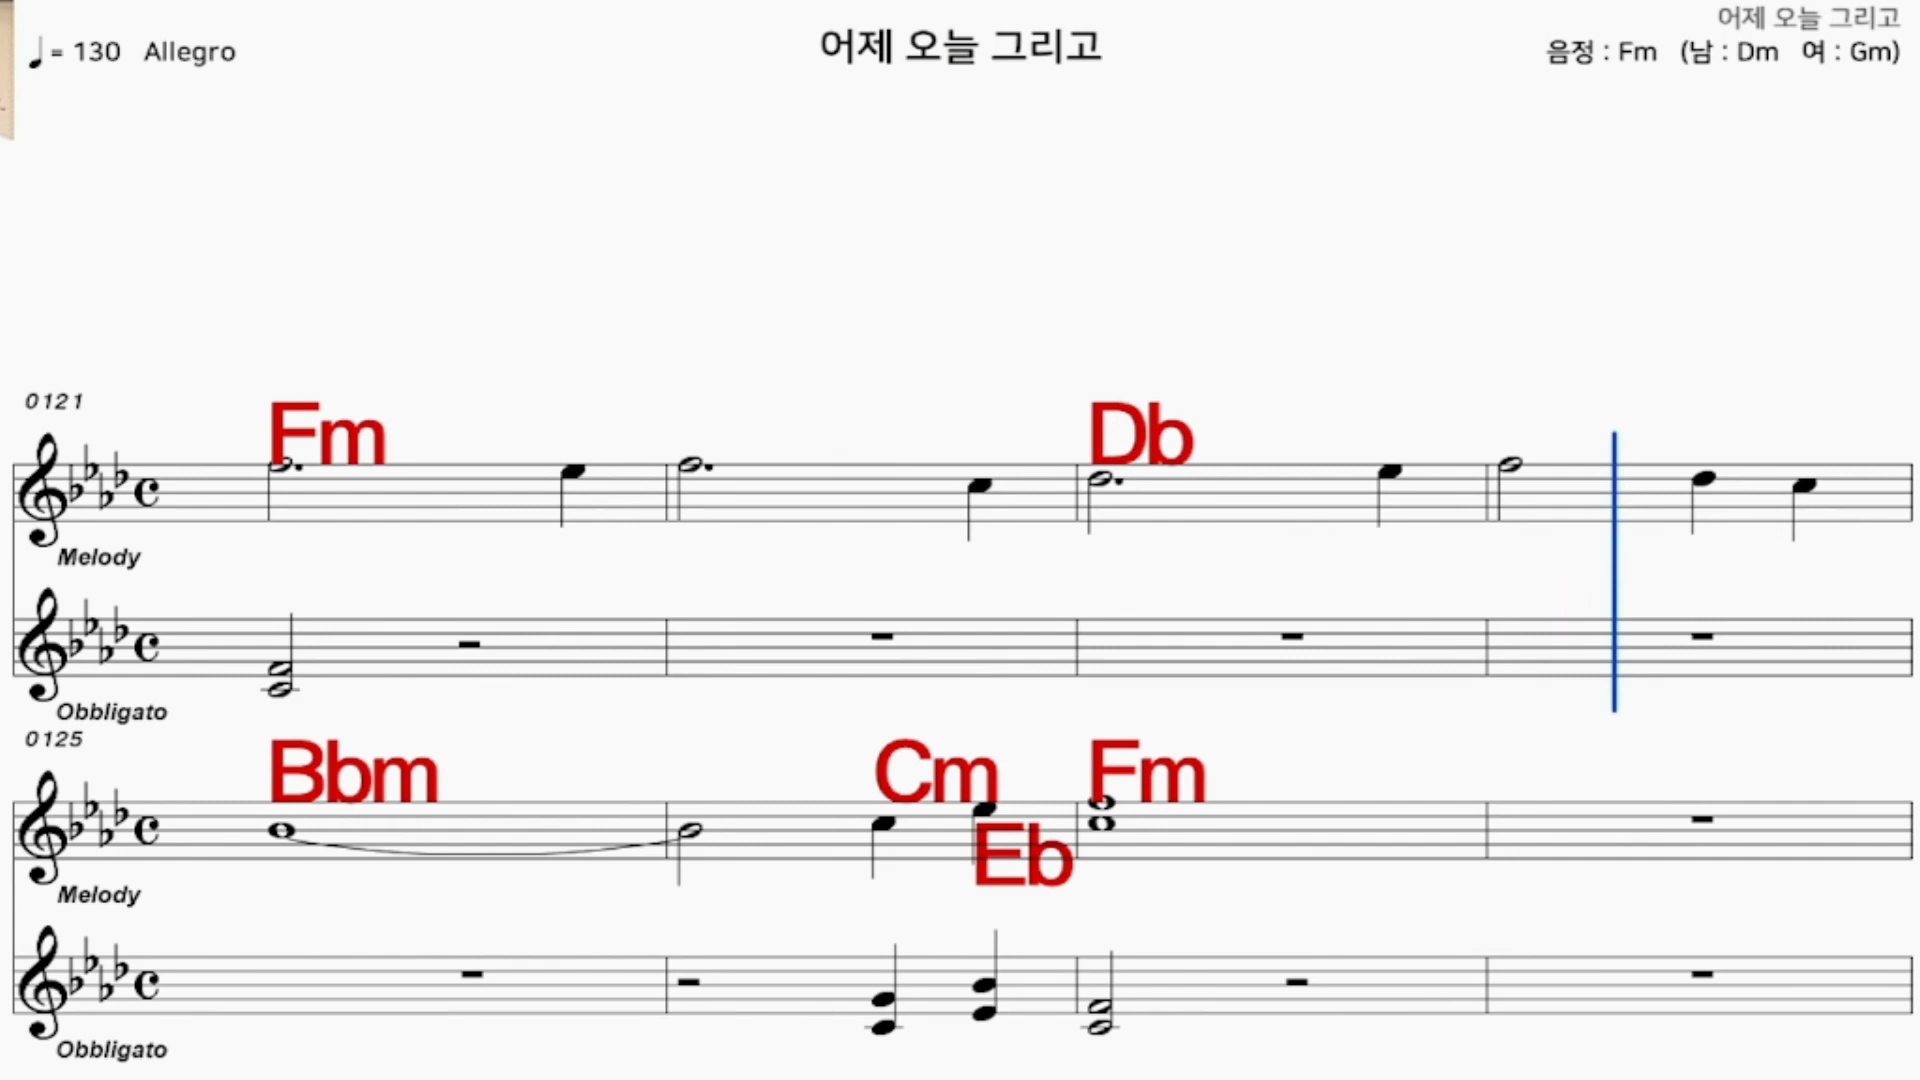 ♩= 130 Allegro
어제 오늘 그리고
어제 오늘 그리고
음정 : Fm (남 : Dm 여 : Gm)
0121
Fm
Db
Melody
Obbligato
0125
Bbm
Cm
Fm
Eb
Melody
Obbligato